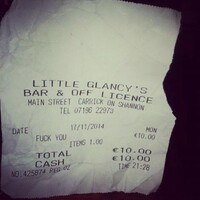 LITTLE GLANCY'S
BAR & OFF LICENCE
MAIN STREET CARRICK ON SHANNON
TEL 07196 22973
DATE 17/11/2014 MON
FUCK YOU €10.00
ITEMS 1.00
TOTAL €10.00
CASH €10.00
TIME 21:28